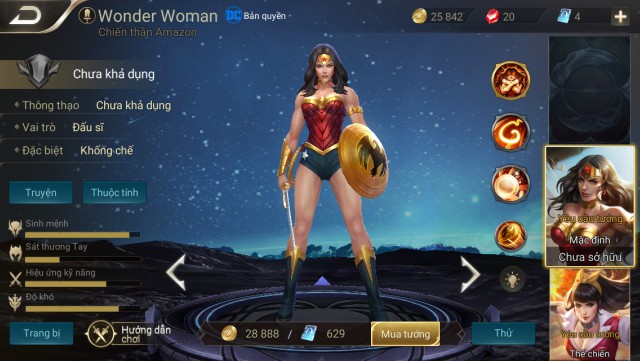 Wonder Woman
DC Bản quyền
Chiến thần Amazon
25 842
20
4
Chưa khả dụng
Thông thạo Chưa khả dụng
Vai trò Đấu sĩ
Đặc biệt Khống chế
Truyện
Thuộc tính
Sinh mệnh
Sát thương Tay
Hiệu ứng kỹ năng
Độ khó
Trang bị
Hướng dẫn
chơi
28 888 / 629
Mua tướng
Thử
Yêu cầu tướng
Mặc định
Chưa sở hữu
Yêu cầu tướng
Thế chiến